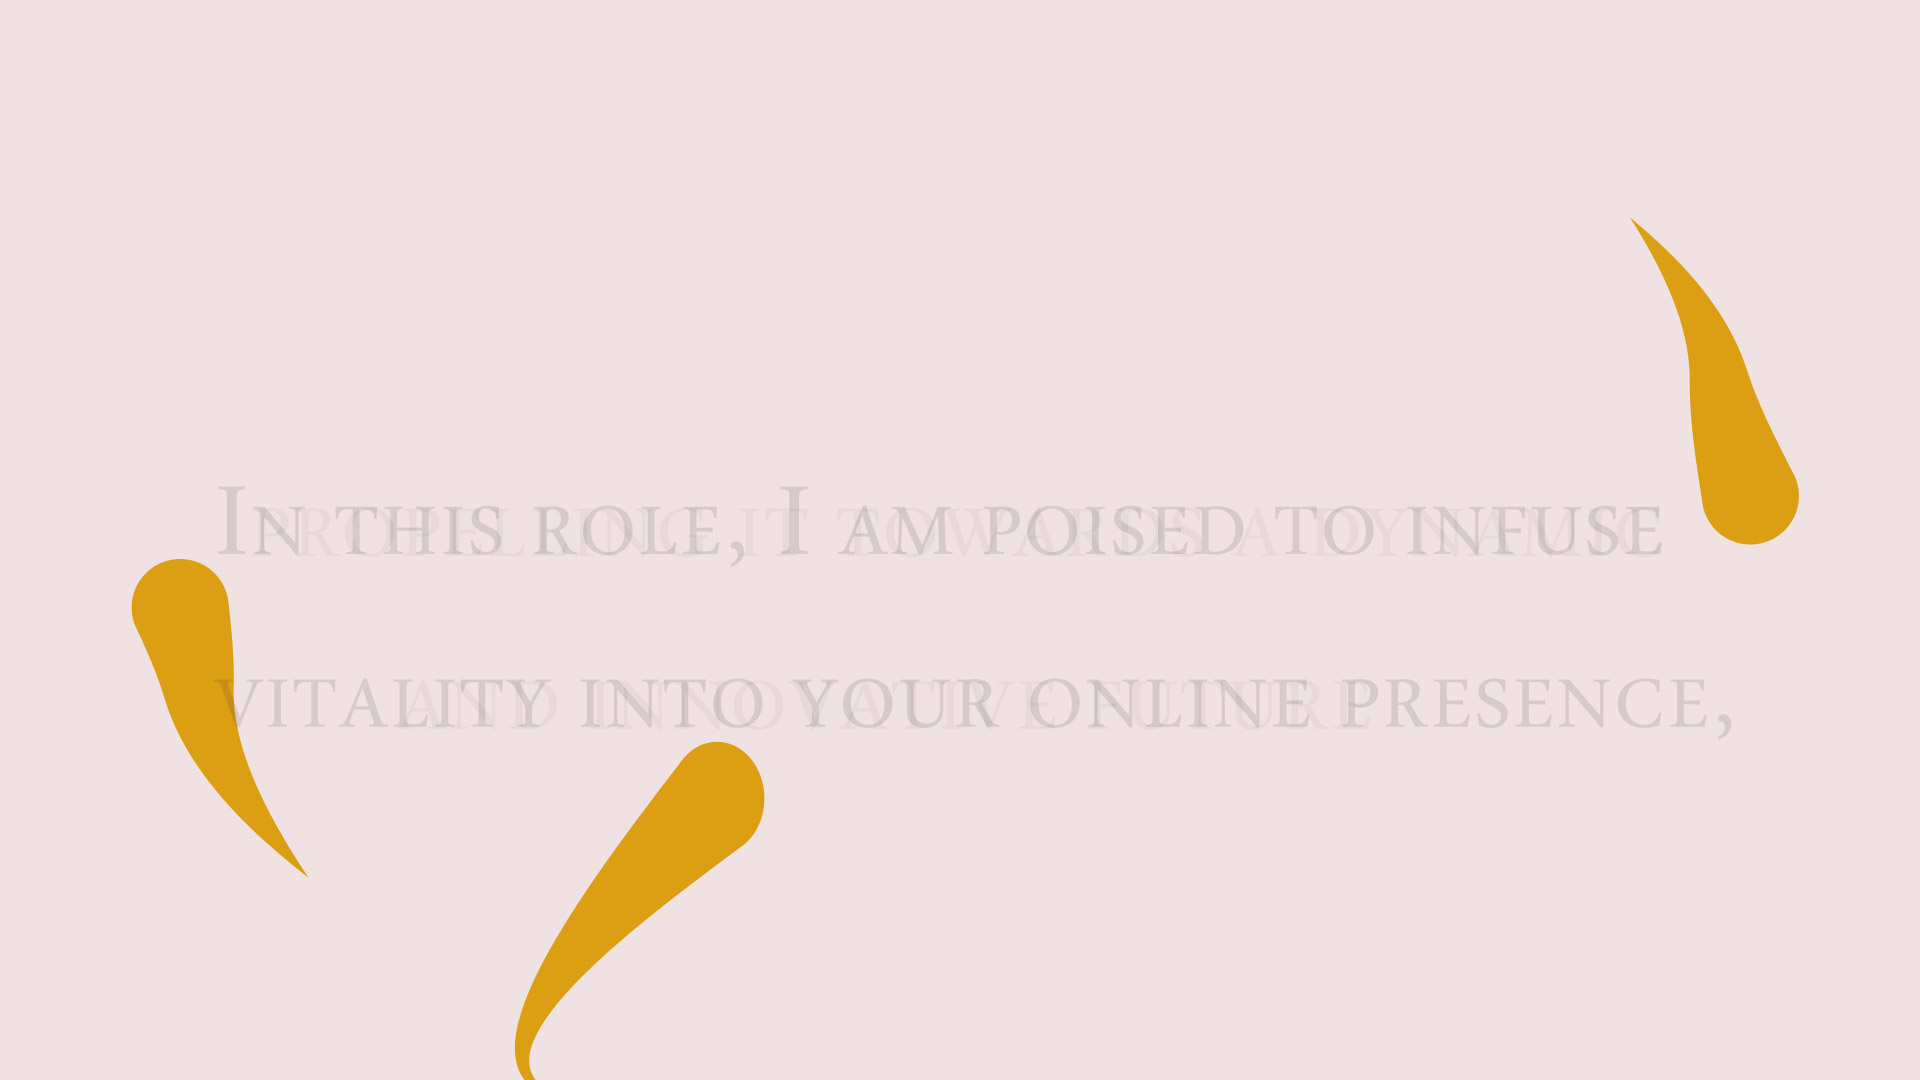 In this role, I am poised to infuse
vitality into your online presence,
propelling it towards a dynamic
and innovative future